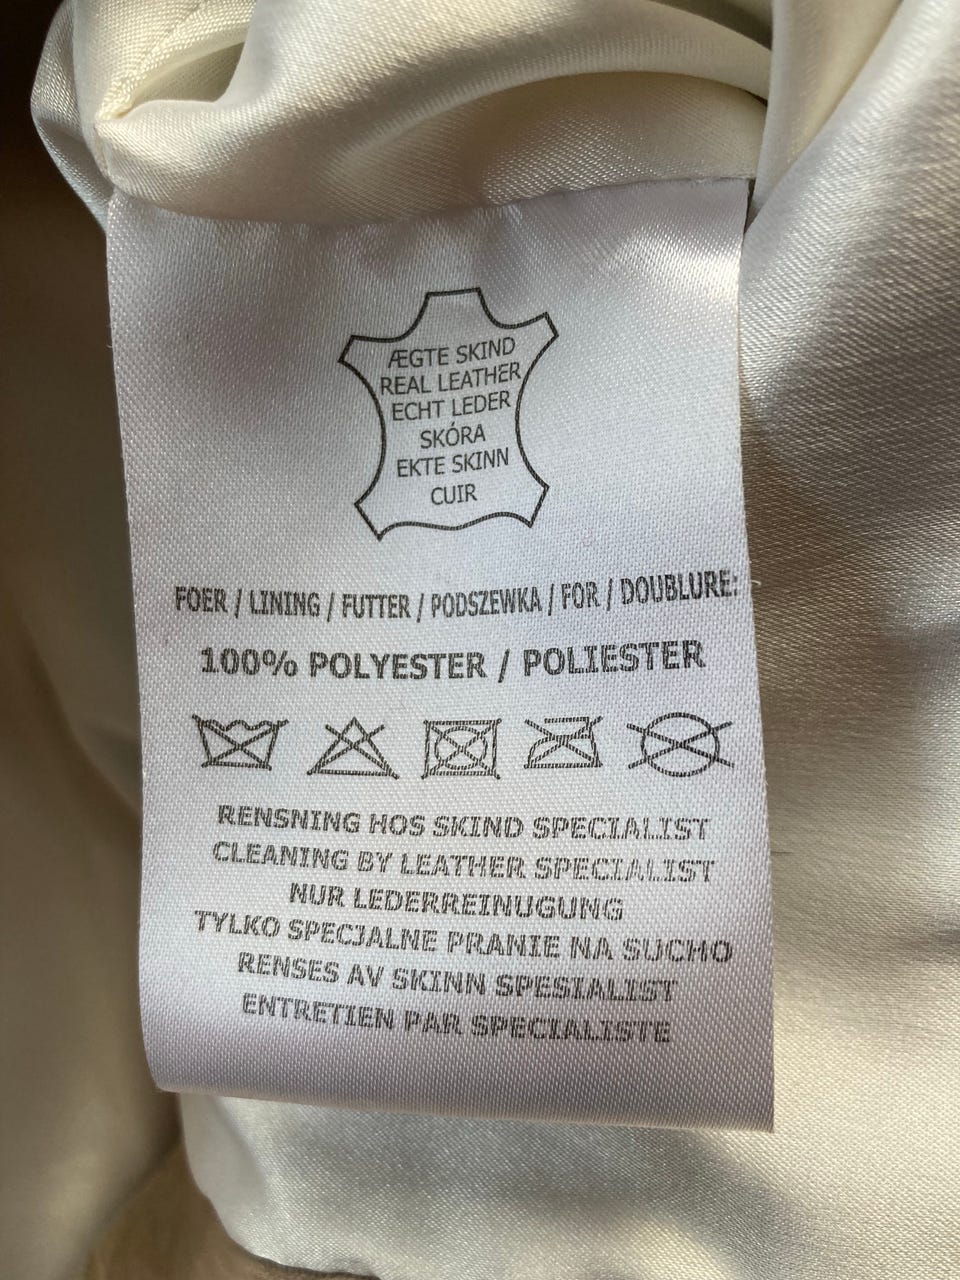 ÆGTE SKIND
REAL LEATHER
ECHT LEDER
SKÓRA
EKTE SKINN
CUIR
FOER / LINING / FUTTER / PODSZEWKA / FOR / DOUBLURE:
100% POLYESTER / POLIESTER
RENSNING HOS SKIND SPECIALIST
CLEANING BY LEATHER SPECIALIST
NUR LEDERREINUGUNG
TYLKO SPECJALNE PRANIE NA SUCHO
RENSES AV SKINN SPESIALIST
ENTRETIEN PAR SPECIALISTE